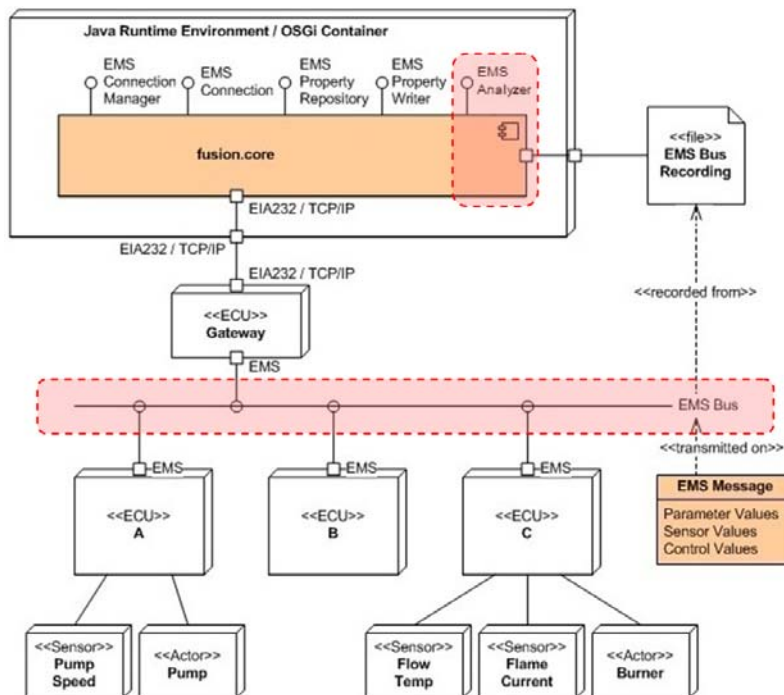 Java Runtime Environment / OSGi Container
EMS
Connection
Manager
EMS
Connection
EMS
Property
Repository
EMS
Property
Writer
EMS
Analyzer
fusion.core
<<file>>
EMS Bus
Recording
EIA232 / TCP/IP
EIA232 / TCP/IP
EIA232 / TCP/IP
<<recorded from>>
<<ECU>>
Gateway
EMS
EMS Bus
<<transmitted on>>
EMS
EMS
EMS
<<ECU>>
A
<<ECU>>
B
<<ECU>>
C
EMS Message
Parameter Values
Sensor Values
Control Values
<<Sensor>>
Pump
Speed
<<Actor>>
Pump
<<Sensor>>
Flow
Temp
<<Sensor>>
Flame
Current
<<Actor>>
Burner